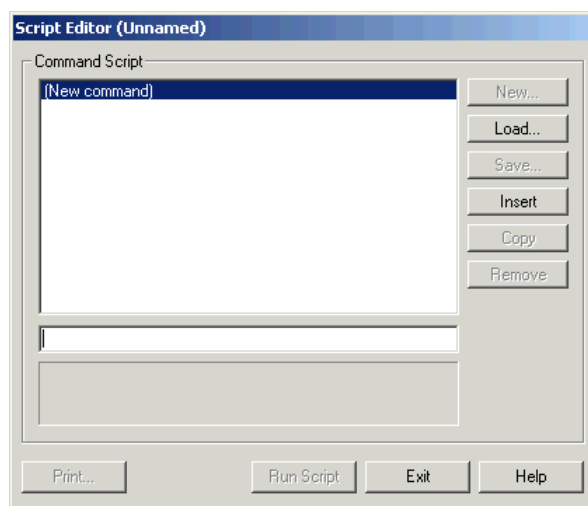 Script Editor (Unnamed)
Command Script
(New command)
New...
Load...
Save...
Insert
Copy
Remove
Print...
Run Script
Exit
Help